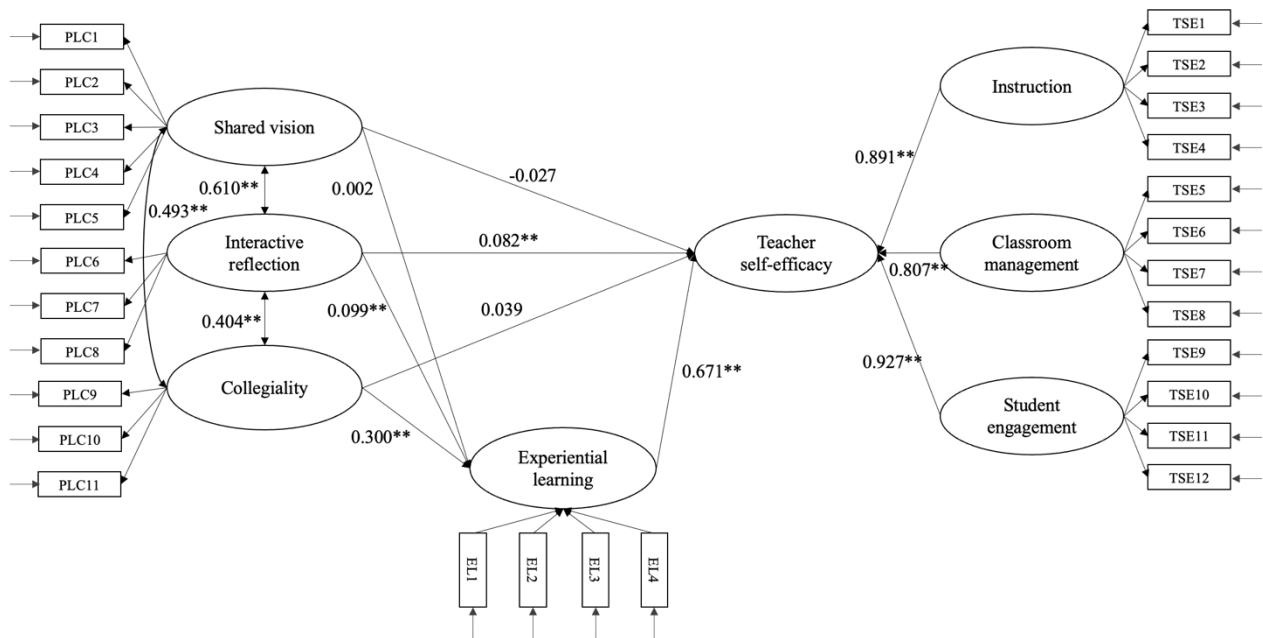 PLC1
PLC2
PLC3
PLC4
PLC5
PLC6
PLC7
PLC8
PLC9
PLC10
PLC11
Shared vision
0.610**
0.493**
Interactive
reflection
0.404**
Collegiality
-0.027
0.002
0.082**
0.099**
0.039
0.300**
0.671**
Experiential
learning
EL1
EL2
EL3
EL4
Teacher
self-efficacy
0.891**
0.807**
0.927**
Instruction
Classroom
management
Student
engagement
TSE1
TSE2
TSE3
TSE4
TSE5
TSE6
TSE7
TSE8
TSE9
TSE10
TSE11
TSE12